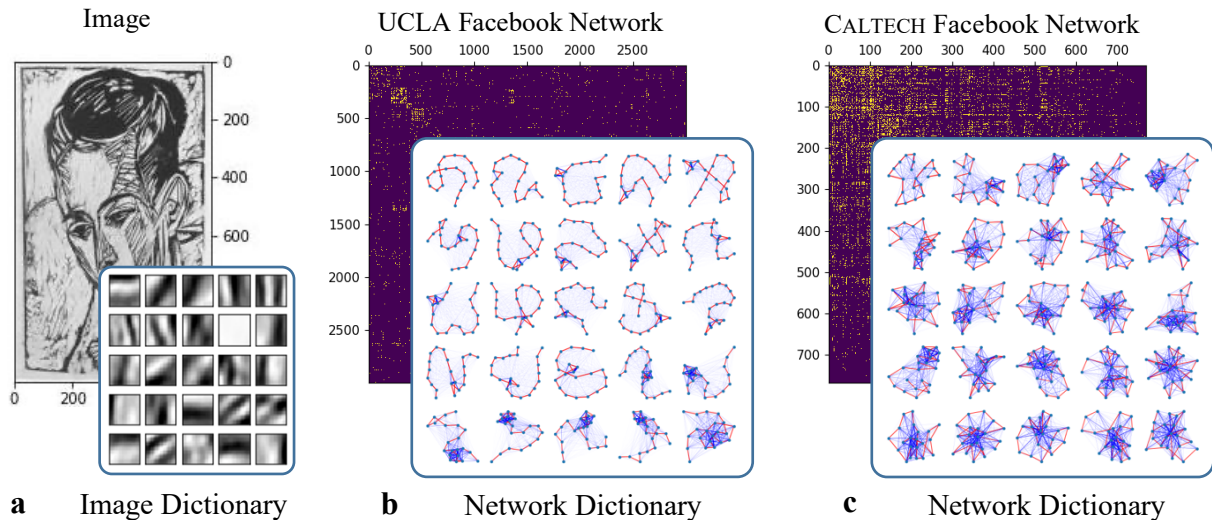 Image
0
200
400
600
0 200
a Image Dictionary
UCLA Facebook Network
0 500 1000 1500 2000 2500
0
500
1000
1500
2000
2500
b Network Dictionary
CALTECH Facebook Network
0 100 200 300 400 500 600 700
0
100
200
300
400
500
600
700
c Network Dictionary